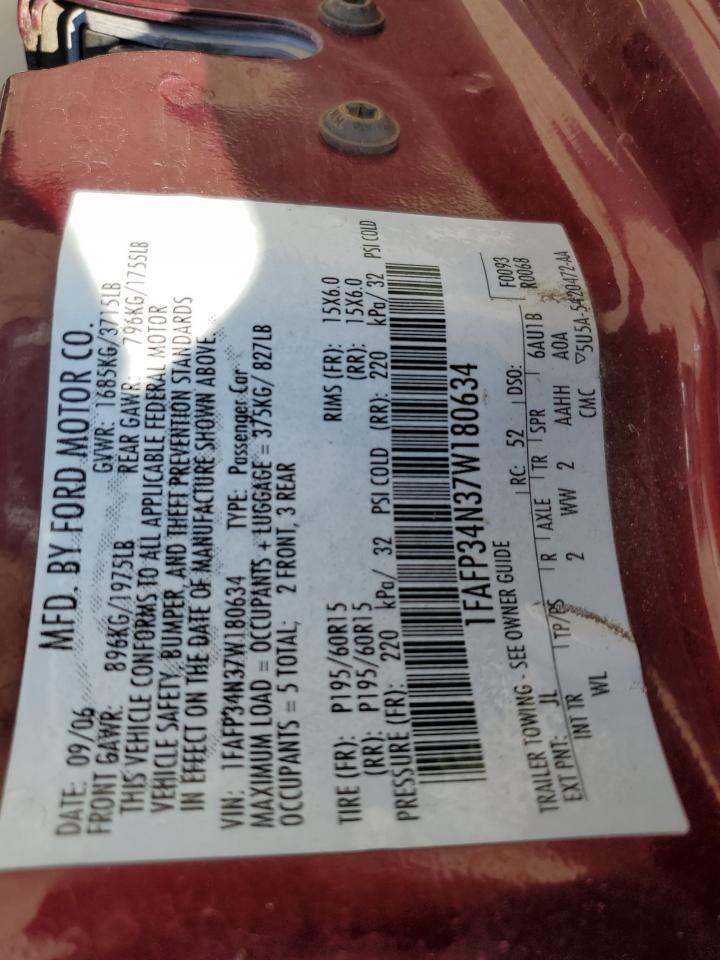 MFD. BY FORD MOTOR CO.
DATE: 09/06 GVWR: 1685KG/3715LB
FRONT GAWR: 896KG/1975LB REAR GAWR: 796KG/1755LB
THIS VEHICLE CONFORMS TO ALL APPLICABLE FEDERAL MOTOR
VEHICLE SAFETY, BUMPER, AND THEFT PREVENTION STANDARDS
IN EFFECT ON THE DATE OF MANUFACTURE SHOWN ABOVE.
VIN: 1FAFP34N37W180634 TYPE: Passenger Car
MAXIMUM LOAD = OCCUPANTS + LUGGAGE = 375KG/ 827LB
OCCUPANTS = 5 TOTAL; 2 FRONT, 3 REAR
TIRE (FR): P195/60R15 RIMS (FR): 15X6.0
(RR): P195/60R15 (RR): 15X6.0
PRESSURE (FR): 220 kPa/ 32 PSI COLD (RR): 220 kPa/ 32 PSI COLD
1FAFP34N37W180634
F0093
R0068
TRAILER TOWING - SEE OWNER GUIDE
EXT PNT: JL RC: 52 DSO:
INT TR TP/PS R AXLE TR SPR 6AU1B
WL 2 WW 2 AAHH A0A
CMC ▽5U5A-5420472-AA